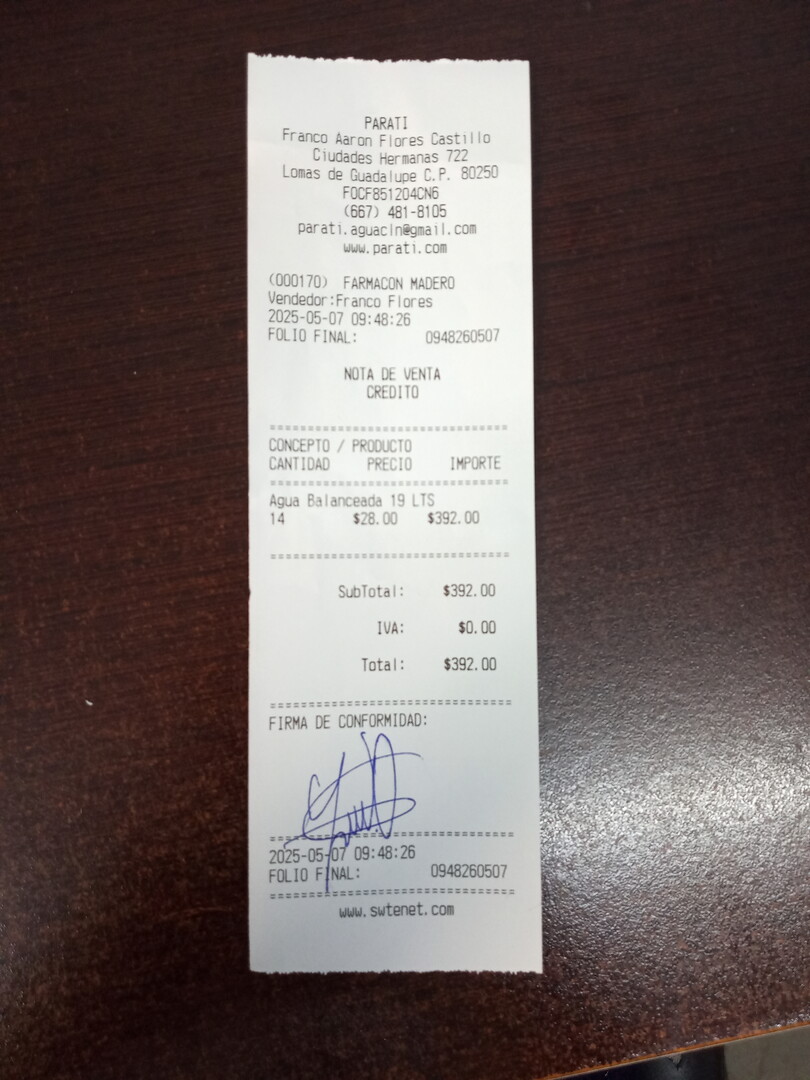 PARATI
Franco Aaron Flores Castillo
Ciudades Hermanas 722
Lomas de Guadalupe C.P. 80250
FOCF851204CN6
(667) 481-8105
parati.aguacln@gmail.com
www.parati.com
(000170) FARMACON MADERO
Vendedor:Franco Flores
2025-05-07 09:48:26
FOLIO FINAL: 0948260507
NOTA DE VENTA
CREDITO
================================
CONCEPTO / PRODUCTO
CANTIDAD PRECIO IMPORTE
================================
Agua Balanceada 19 LTS
14 $28.00 $392.00
================================
SubTotal: $392.00
IVA: $0.00
Total: $392.00
================================
FIRMA DE CONFORMIDAD:
================================
2025-05-07 09:48:26
FOLIO FINAL: 0948260507
================================
www.swtenet.com